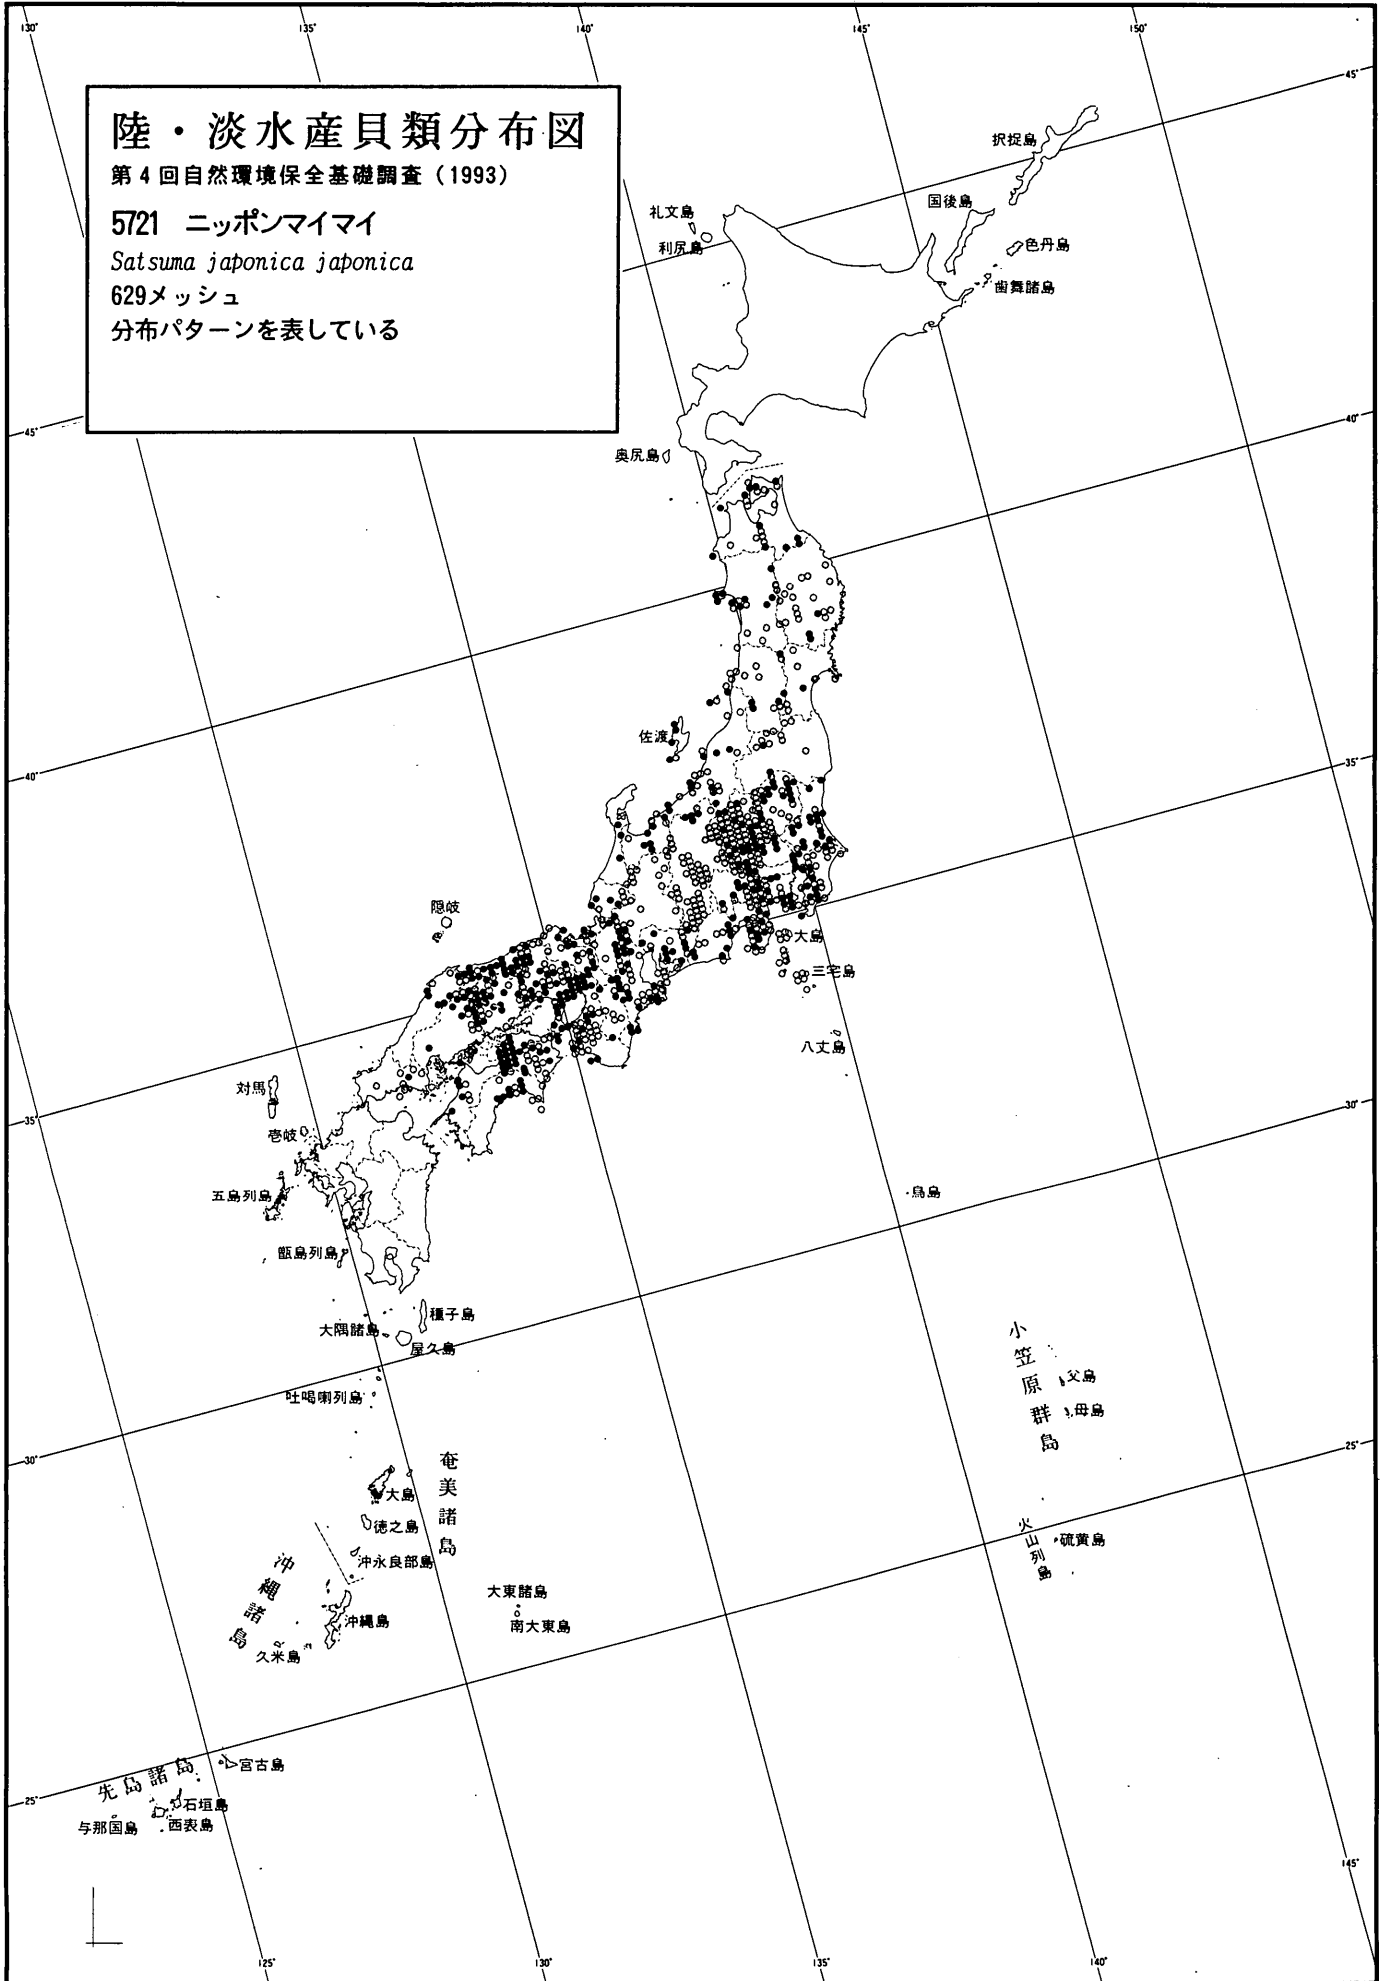 130°
135°
140°
145°
150°
陸・淡水産貝類分布図
第4回自然環境保全基礎調査（1993）
5721 ニッポンマイマイ
Satsuma japonica japonica
629メッシュ
分布パターンを表している
45°
択捉島
国後島
礼文島
利尻島
色丹島
歯舞諸島
45°
40°
奥尻島
佐渡
40°
35°
隠岐
大島
三宅島
八丈島
対馬
35°
壱岐
30°
五島列島
鳥島
甑島列島
種子島
大隅諸島
屋久島
吐噶喇列島
小笠原群島
父島
母島
30°
25°
奄美諸島
大島
徳之島
沖永良部島
火山列島
硫黄島
沖縄諸島
沖縄島
久米島
大東諸島
南大東島
先島諸島
宮古島
25°
石垣島
与那国島
西表島
145°
125°
130°
135°
140°